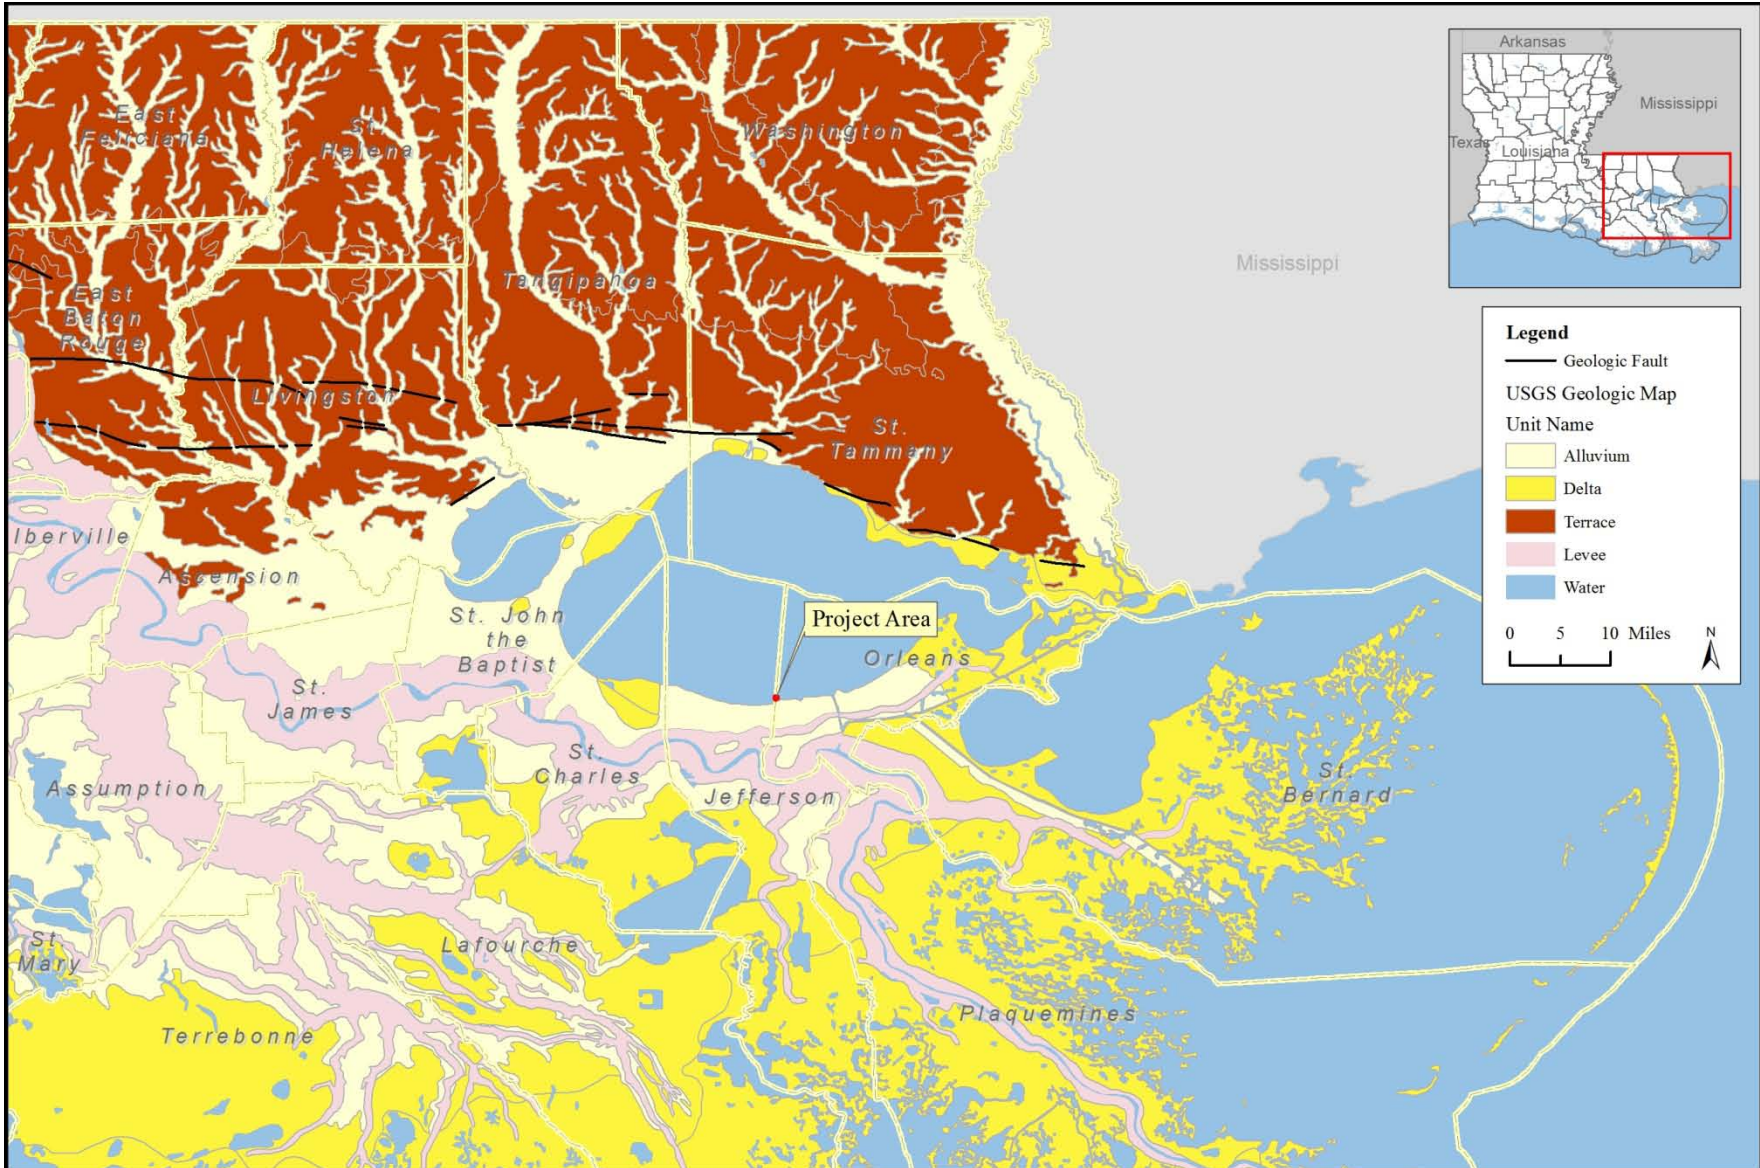 Arkansas
Mississippi
Texas
Louisiana
East
Feliciana
St.
Helena
Washington
Mississippi
Tangipahoa
East
Baton
Rouge
Livingston
St.
Tammany
Legend
Geologic Fault
USGS Geologic Map
Unit Name
Alluvium
Delta
Terrace
Levee
Water
0 5 10 Miles
N
Iberville
Ascension
St. John
the
Baptist
Project Area
Orleans
St.
James
St.
Charles
Assumption
Jefferson
St.
Bernard
St.
Mary
Lafourche
Terrebonne
Plaquemines